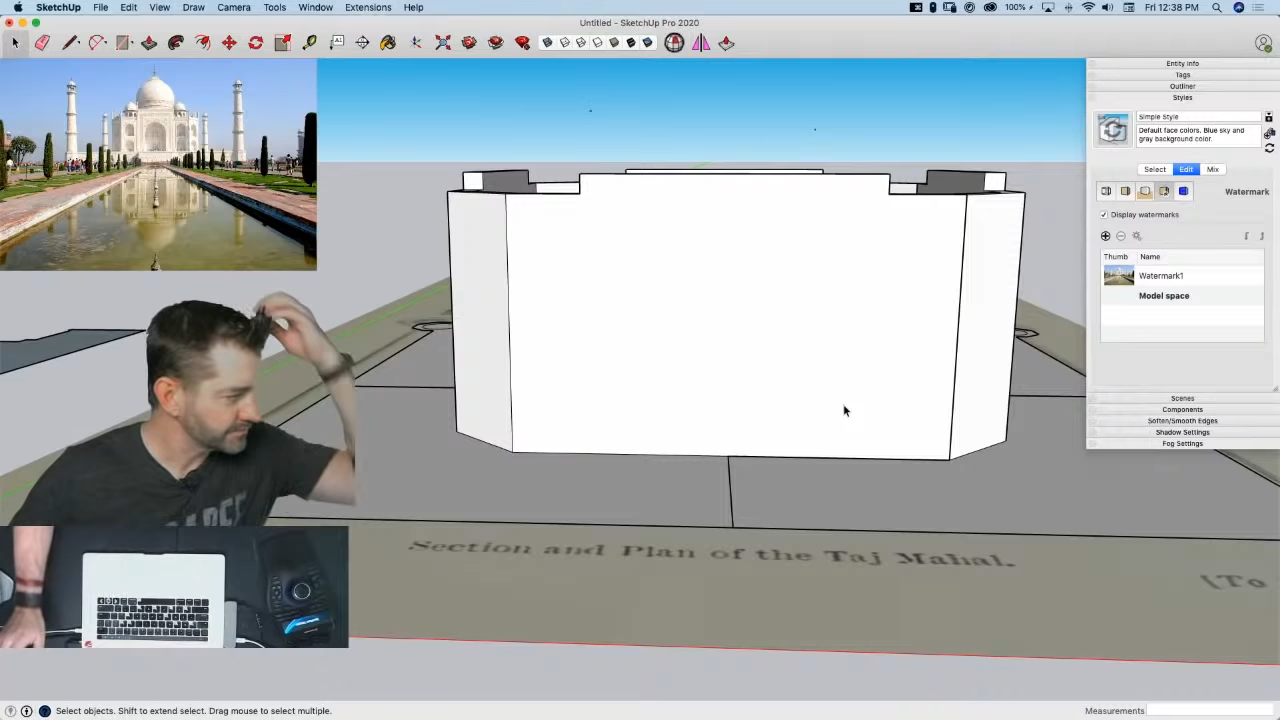 SketchUp File Edit View Draw Camera Tools Window Extensions Help
100% Fri 12:38 PM
Untitled - SketchUp Pro 2020
Entity Info
Tags
Outliner
Styles
Simple Style
Default face colors. Blue sky and
gray background color.
Select Edit Mix
Watermark
Display watermarks
Thumb Name
Watermark1
Model space
Scenes
Components
Soften/Smooth Edges
Shadow Settings
Fog Settings
Section and Plan of the Taj Mahal.
(To
Select objects. Shift to extend select. Drag mouse to select multiple.
Measurements